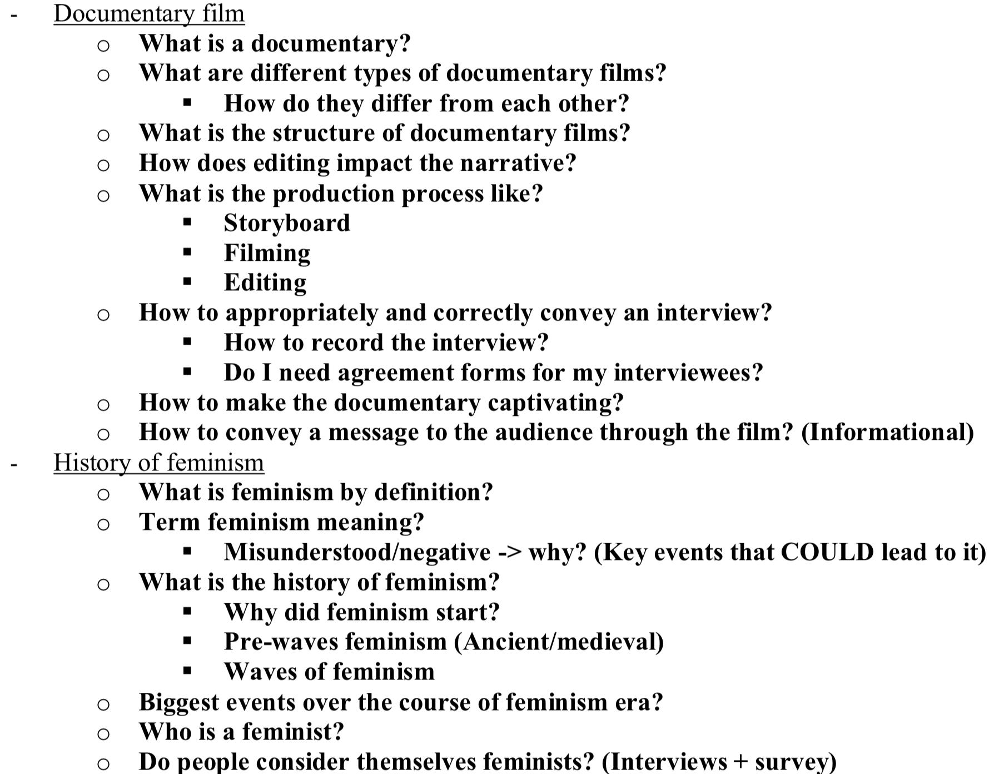 - Documentary film
o What is a documentary?
o What are different types of documentary films?
▪ How do they differ from each other?
o What is the structure of documentary films?
o How does editing impact the narrative?
o What is the production process like?
▪ Storyboard
▪ Filming
▪ Editing
o How to appropriately and correctly convey an interview?
▪ How to record the interview?
▪ Do I need agreement forms for my interviewees?
o How to make the documentary captivating?
o How to convey a message to the audience through the film? (Informational)
- History of feminism
o What is feminism by definition?
o Term feminism meaning?
▪ Misunderstood/negative -> why? (Key events that COULD lead to it)
o What is the history of feminism?
▪ Why did feminism start?
▪ Pre-waves feminism (Ancient/medieval)
▪ Waves of feminism
o Biggest events over the course of feminism era?
o Who is a feminist?
o Do people consider themselves feminists? (Interviews + survey)